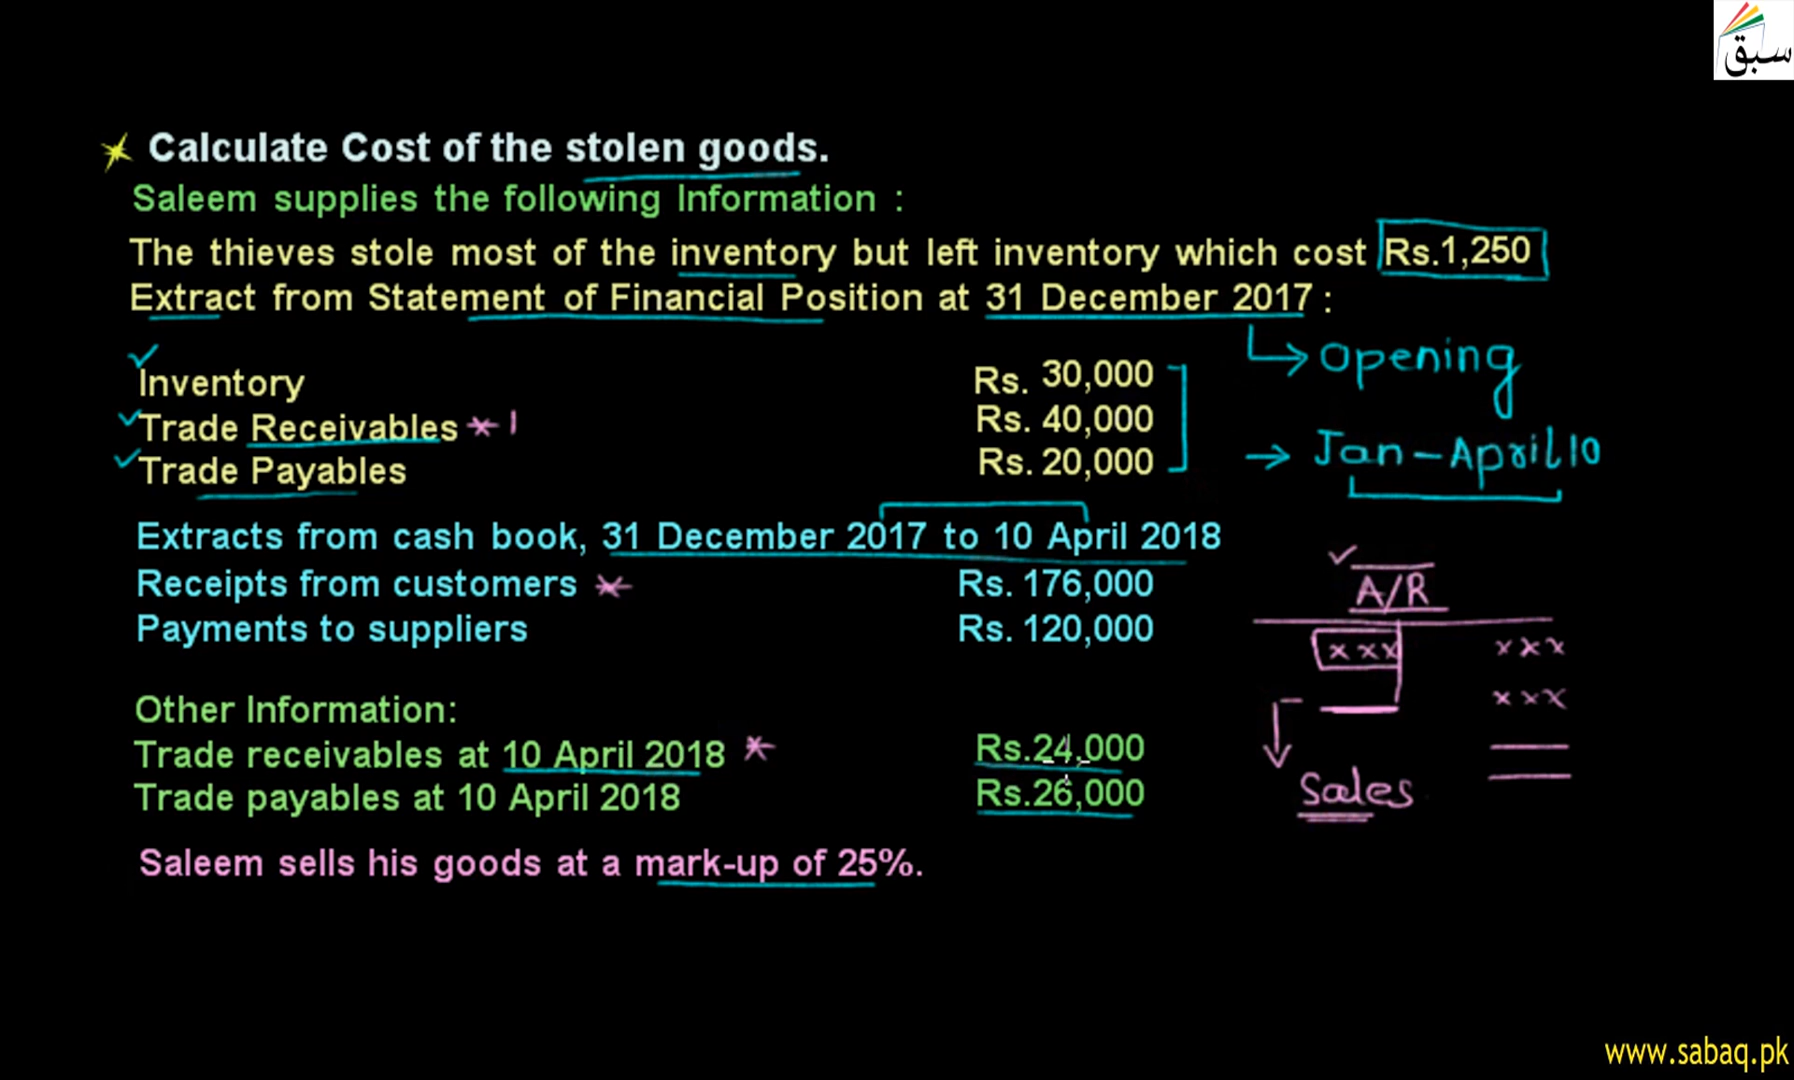 سبق
Calculate Cost of the stolen goods.
Saleem supplies the following Information :
The thieves stole most of the inventory but left inventory which cost Rs.1,250
Extract from Statement of Financial Position at 31 December 2017 :
Opening
Inventory Rs. 30,000
Trade Receivables * 1 Rs. 40,000
Trade Payables Rs. 20,000
→ Jan-April 10
Extracts from cash book, 31 December 2017 to 10 April 2018
Receipts from customers * Rs. 176,000
Payments to suppliers Rs. 120,000
A/R
xxx xxx
xxx
Other Information:
Trade receivables at 10 April 2018 * Rs.24,000
Trade payables at 10 April 2018 Rs.26,000
Sales
Saleem sells his goods at a mark-up of 25%.
www.sabaq.pk